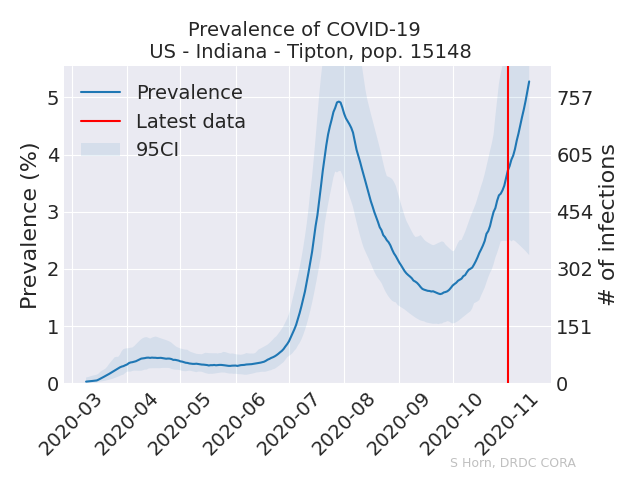 Prevalence of COVID-19
US - Indiana - Tipton, pop. 15148
Prevalence
Latest data
95CI
Prevalence (%)
5
4
3
2
1
0
757
605
454
302
151
0
# of infections
2020-03
2020-04
2020-05
2020-06
2020-07
2020-08
2020-09
2020-10
2020-11
S Horn, DRDC CORA